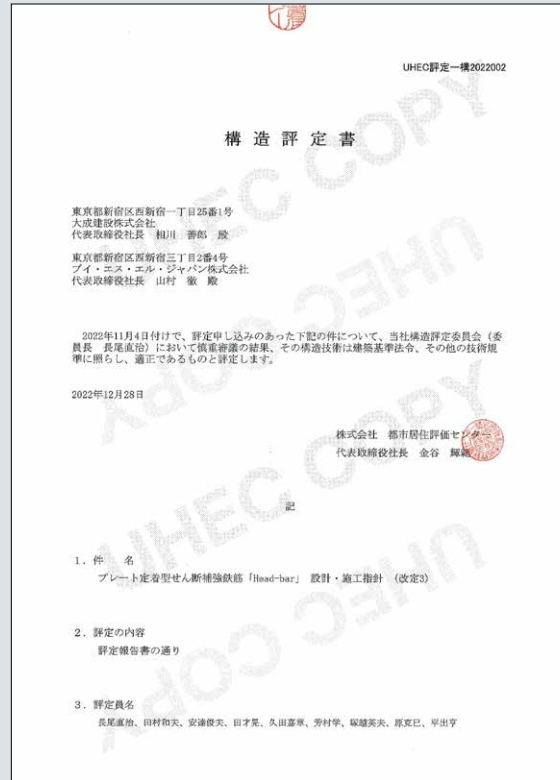 UHEC評定－構2022002
構造評定書
東京都新宿区西新宿一丁目25番1号
大成建設株式会社
代表取締役社長 相川 善郎 殿
東京都新宿区西新宿三丁目2番4号
ブイ・エス・エル・ジャパン株式会社
代表取締役社長 山村 徹 殿
2022年11月4日付けで、評定申し込みのあった下記の件について、当社構造評定委員会（委
員長 長尾直治）において慎重審議の結果、その構造技術は建築基準法令、その他の技術規
準に照らし、適正であるものと評定します。
2022年12月28日
株式会社 都市居住評価センター
代表取締役社長 金谷 輝範
記
1．件 名
プレート定着型せん断補強鉄筋「Head-bar」 設計・施工指針 （改定3）
2．評定の内容
評定報告書の通り
3．評定員名
長尾直治、田村和夫、安達俊夫、田才晃、久田嘉章、芳村学、塚越英夫、原克巳、平出亨
UHEC COPY
UHEC COPY
UHEC COPY
UHEC COPY